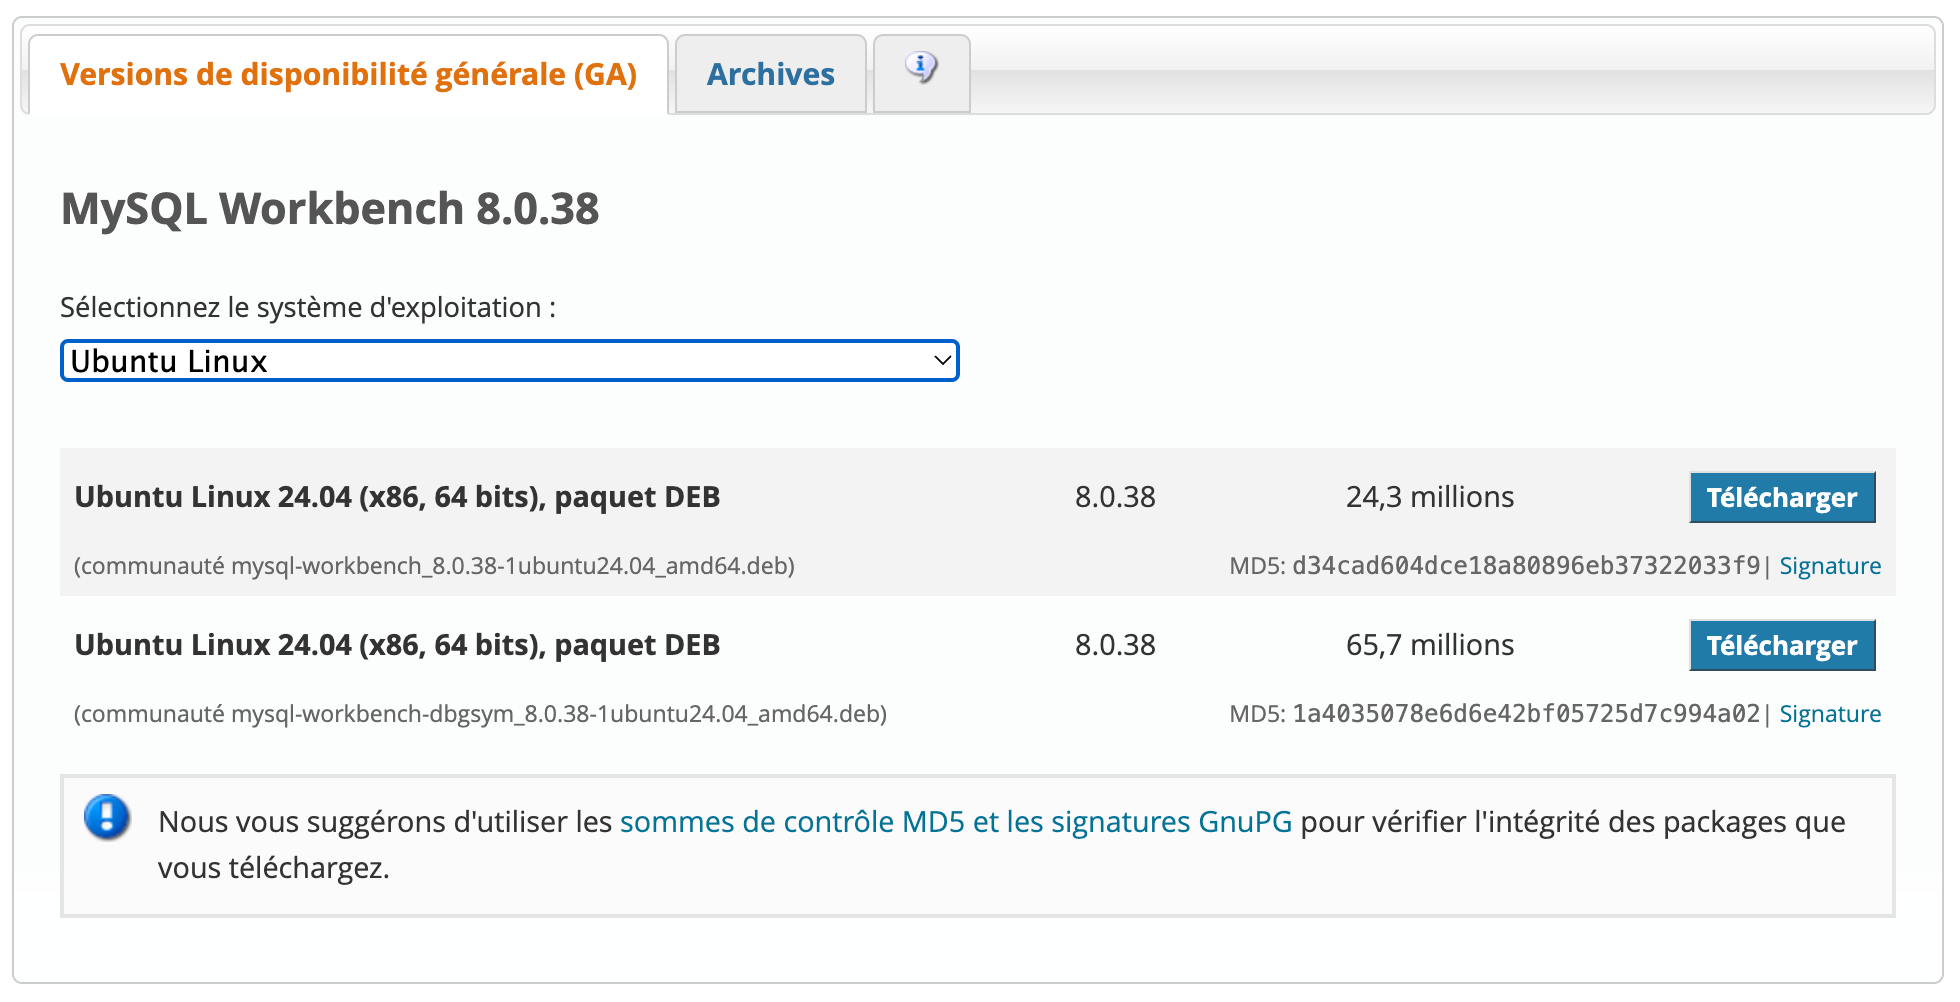 Versions de disponibilité générale (GA)
Archives
MySQL Workbench 8.0.38
Sélectionnez le système d'exploitation :
Ubuntu Linux
Ubuntu Linux 24.04 (x86, 64 bits), paquet DEB 8.0.38 24,3 millions Télécharger
(communauté mysql-workbench_8.0.38-1ubuntu24.04_amd64.deb) MD5: d34cad604dce18a80896eb37322033f9| Signature
Ubuntu Linux 24.04 (x86, 64 bits), paquet DEB 8.0.38 65,7 millions Télécharger
(communauté mysql-workbench-dbgsym_8.0.38-1ubuntu24.04_amd64.deb) MD5: 1a4035078e6d6e42bf05725d7c994a02| Signature
Nous vous suggérons d'utiliser les sommes de contrôle MD5 et les signatures GnuPG pour vérifier l'intégrité des packages que
vous téléchargez.